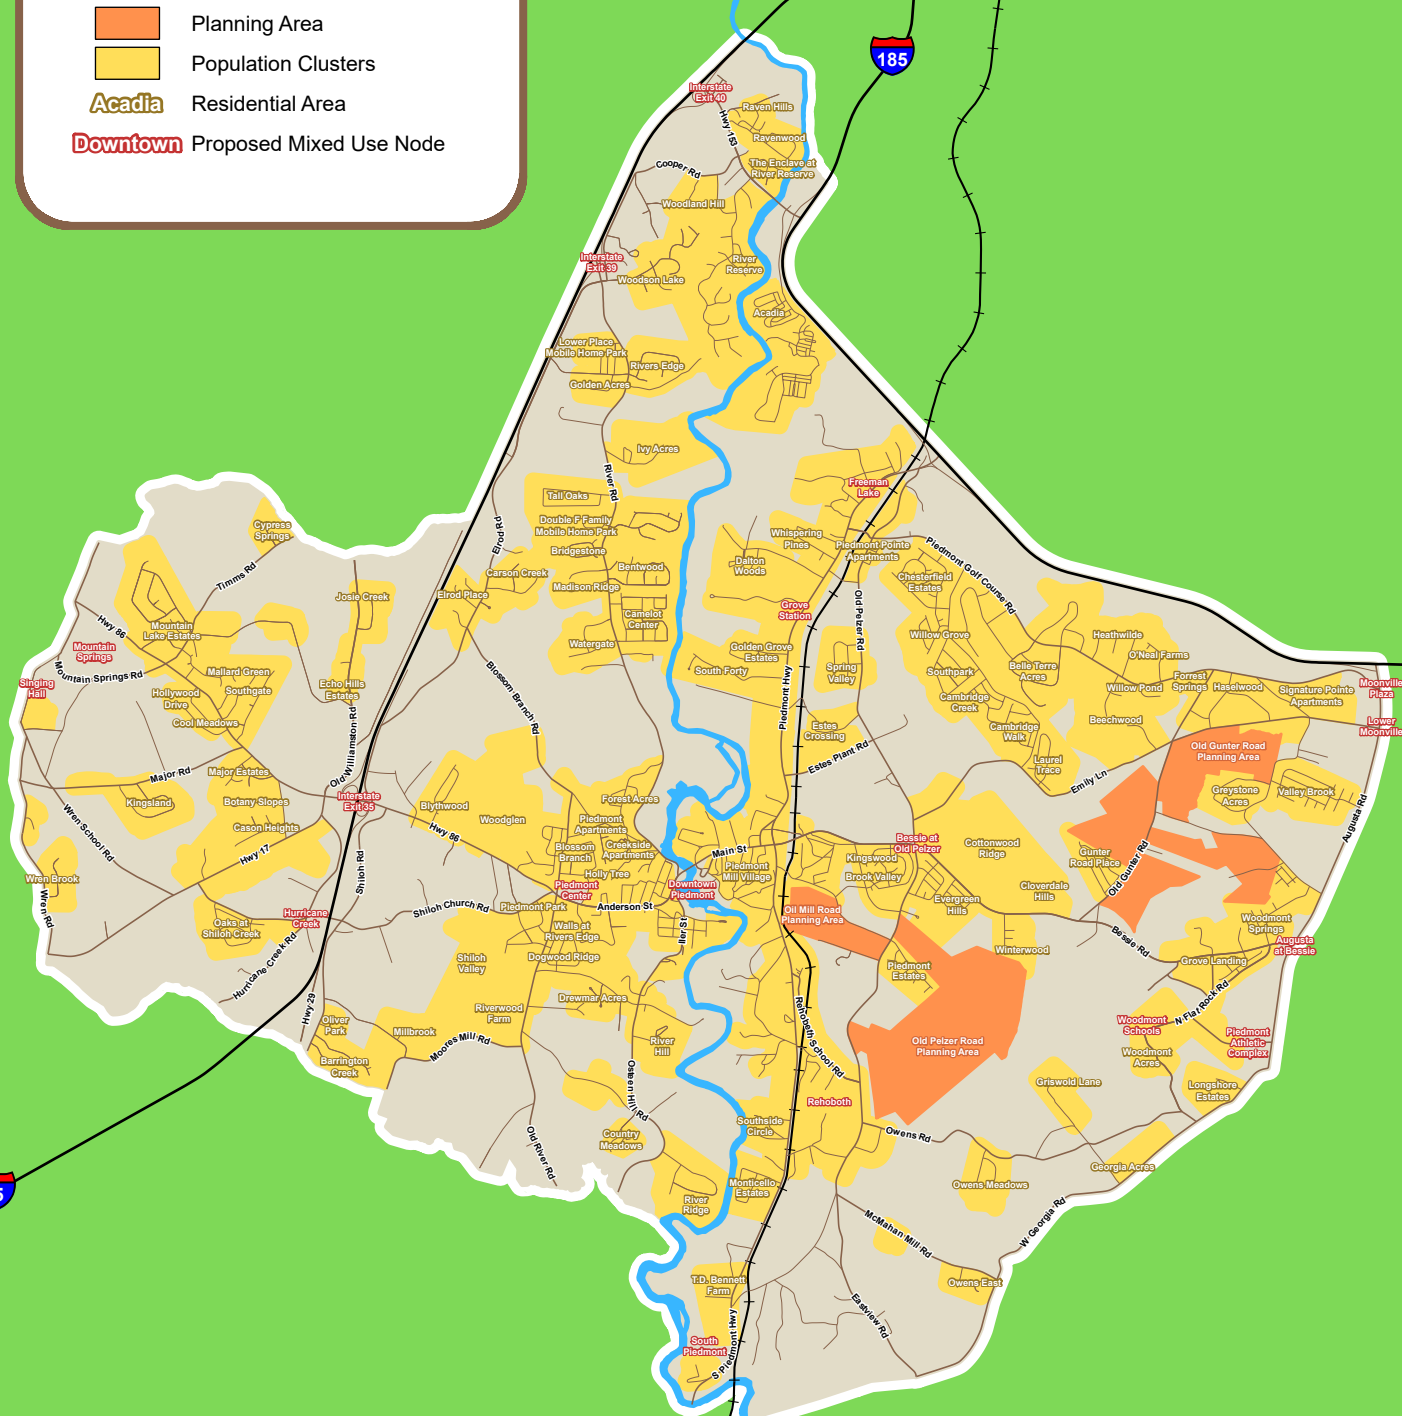 Planning Area
Population Clusters
Acadia Residential Area
Downtown Proposed Mixed Use Node
185
Interstate
Exit 40
Raven Hills
Hwy 153
Ravenwood
The Enclave at
River Reserve
Cooper Rd
Woodland Hill
Interstate
Exit 39
River
Reserve
Woodson Lake
Acadia
Lower Place
Mobile Home Park
Rivers Edge
Golden Acres
Ivy Acres
River Rd
Freeman
Lake
Tall Oaks
Cypress
Springs
Elrod Rd
Double F Family
Mobile Home Park
Whispering
Pines
Piedmont Pointe
Apartments
Piedmont Golf Course Rd
Bridgestone
Timms Rd
Carson Creek
Bentwood
Dalton
Woods
Chesterfield
Estates
Josie Creek
Elrod Place
Madison Ridge
Camelot
Center
Grove
Station
Old Pelzer Rd
Hwy 86
Mountain
Lake Estates
Willow Grove
Heathwilde
Watergate
Golden Grove
Estates
Mountain
Springs
O'Neal Farms
Mountain Springs Rd
Mallard Green
South Forty
Spring
Valley
Southpark
Belle Terre
Acres
Singing
Hall
Hollywood
Drive
Southgate
Echo Hills
Estates
Blossom Branch Rd
Piedmont Hwy
Cambridge
Creek
Willow Pond
Forrest
Springs
Haselwood
Signature Pointe
Apartments
Moonville
Plaza
Cool Meadows
Estes
Crossing
Cambridge
Walk
Beechwood
Lower
Moonville
Old Williamston Rd
Estes Plant Rd
Laurel
Trace
Old Gunter Road
Planning Area
Major Rd
Major Estates
Emily Ln
Kingsland
Botany Slopes
Interstate
Exit 35
Blythwood
Forest Acres
Greystone
Acres
Valley Brook
Wren School Rd
Cason Heights
Hwy 86
Woodglen
Piedmont
Apartments
Augusta Rd
Hwy 17
Blossom
Branch
Creekside
Apartments
Main St
Bessie at
Old Pelzer
Cottonwood
Ridge
Gunter
Road Place
Shiloh Rd
Holly Tree
Piedmont
Mill Village
Kingswood
Brook Valley
Old Gunter Rd
Wren Brook
Piedmont
Center
Downtown
Piedmont
Cloverdale
Hills
Wren Rd
Hurricane
Creek
Shiloh Church Rd
Piedmont Park
Anderson St
Oil Mill Road
Planning Area
Evergreen
Hills
Oaks at
Shiloh Creek
Walls at
Rivers Edge
ller St
Woodmont
Springs
Bessie Rd
Augusta
at Bessie
Hurricane Creek Rd
Shiloh
Valley
Dogwood Ridge
Piedmont
Estates
Winterwood
Grove Landing
Hwy 29
Drewmar Acres
Riverwood
Farm
N Flat Rock Rd
Oliver
Park
Millbrook
Moores Mill Rd
River
Hill
Rehobeth School Rd
Old Pelzer Road
Planning Area
Woodmont
Schools
Piedmont
Athletic
Complex
Barrington
Creek
Woodmont
Acres
Osteen Hill Rd
Griswold Lane
Longshore
Estates
Rehoboth
Old River Rd
Country
Meadows
Southside
Circle
Owens Rd
Georgia Acres
River
Ridge
Monticello
Estates
Owens Meadows
McMahan Mill Rd
W Georgia Rd
T.D. Bennett
Farm
Owens East
Eastview Rd
South
Piedmont
S Piedmont Hwy